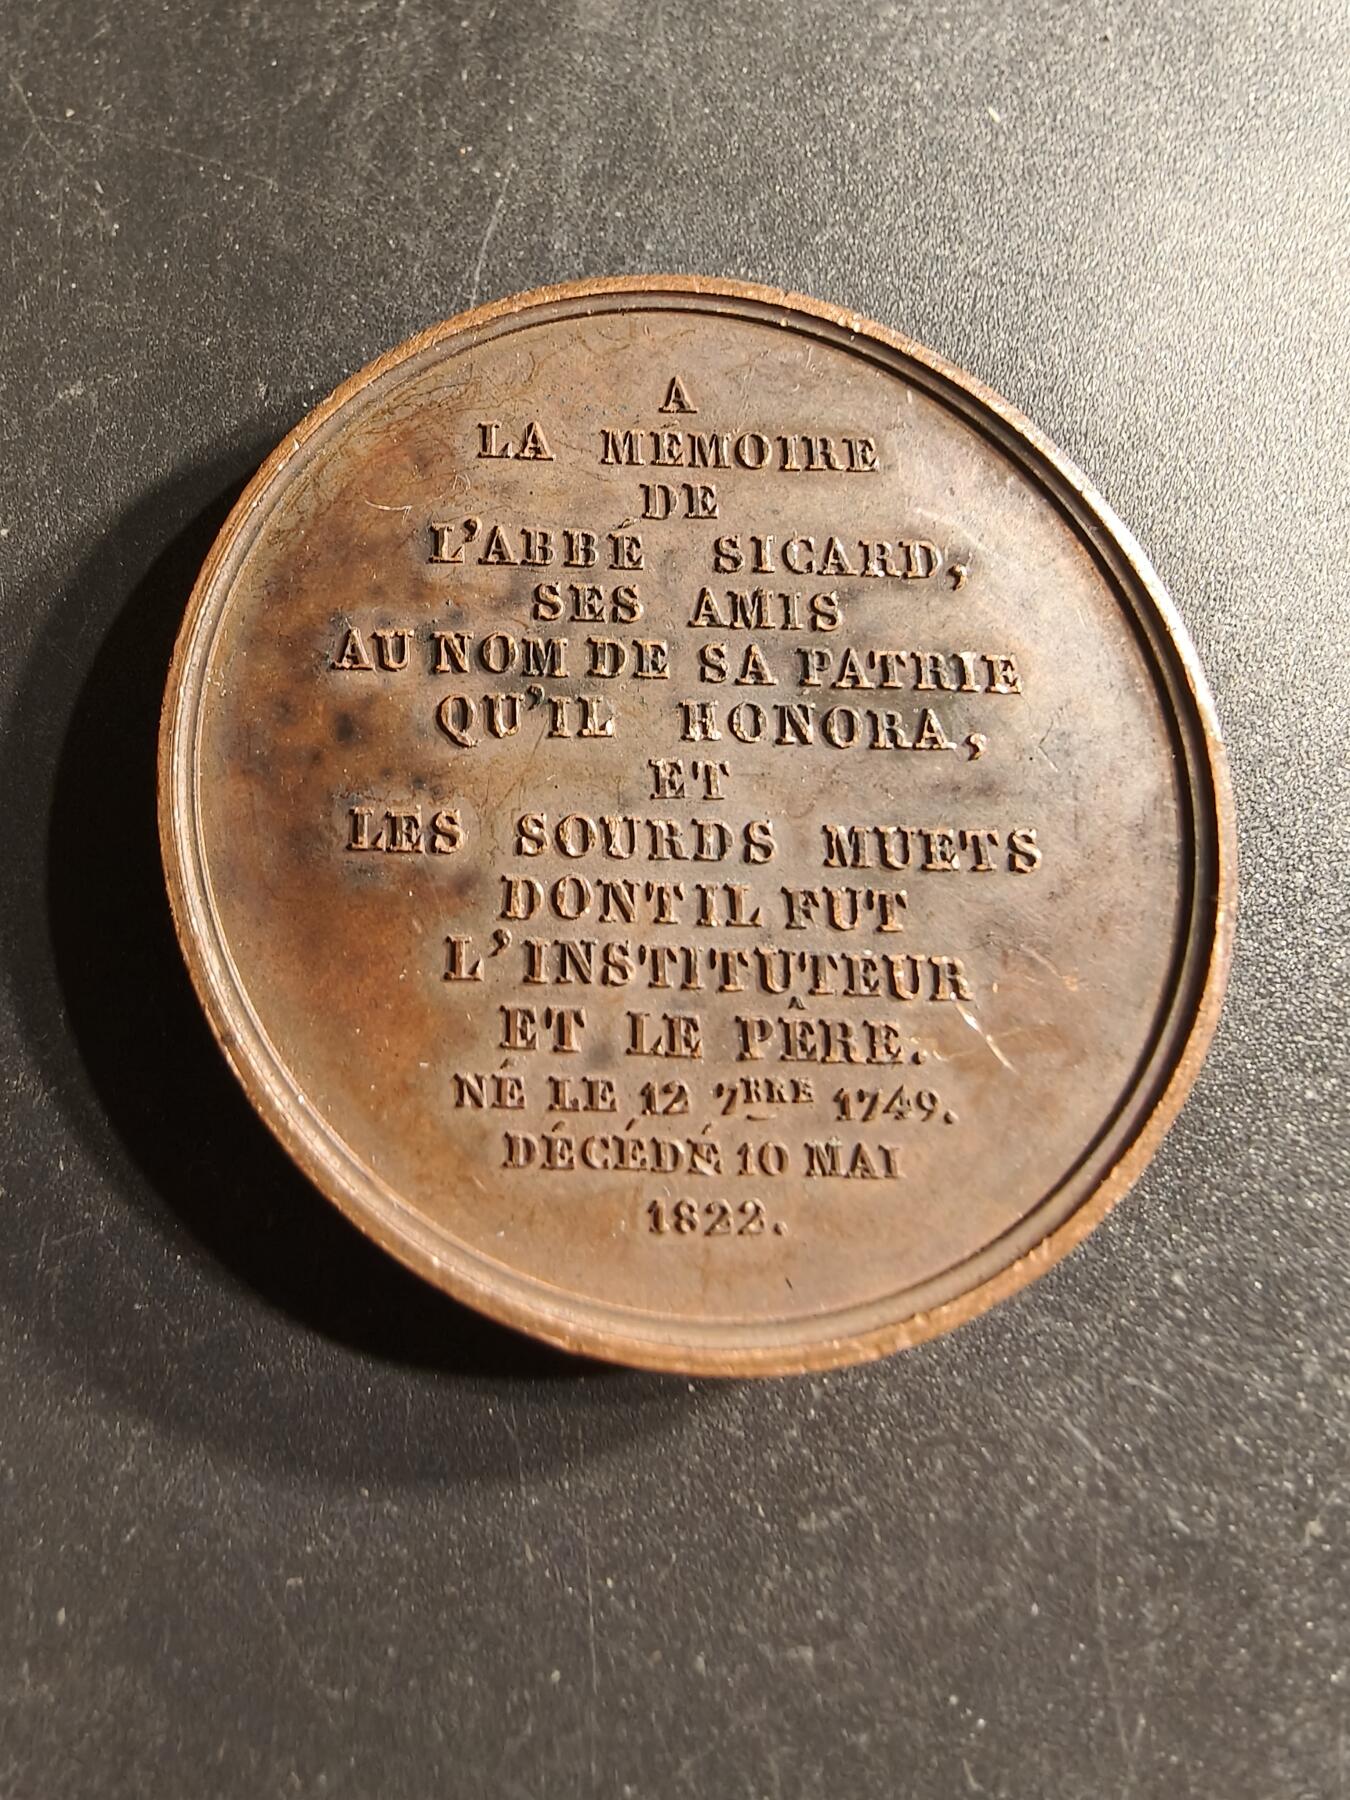 A
LA MÉMOIRE
DE
L'ABBÉ SICARD,
SES AMIS
AU NOM DE SA PATRIE
QU'IL HONORA,
ET
LES SOURDS MUETS
DONT IL FUT
L'INSTITUTEUR
ET LE PÊRE.
NÉ LE 12 7BRE 1749.
DÉCÉDÉ 10 MAI
1822.